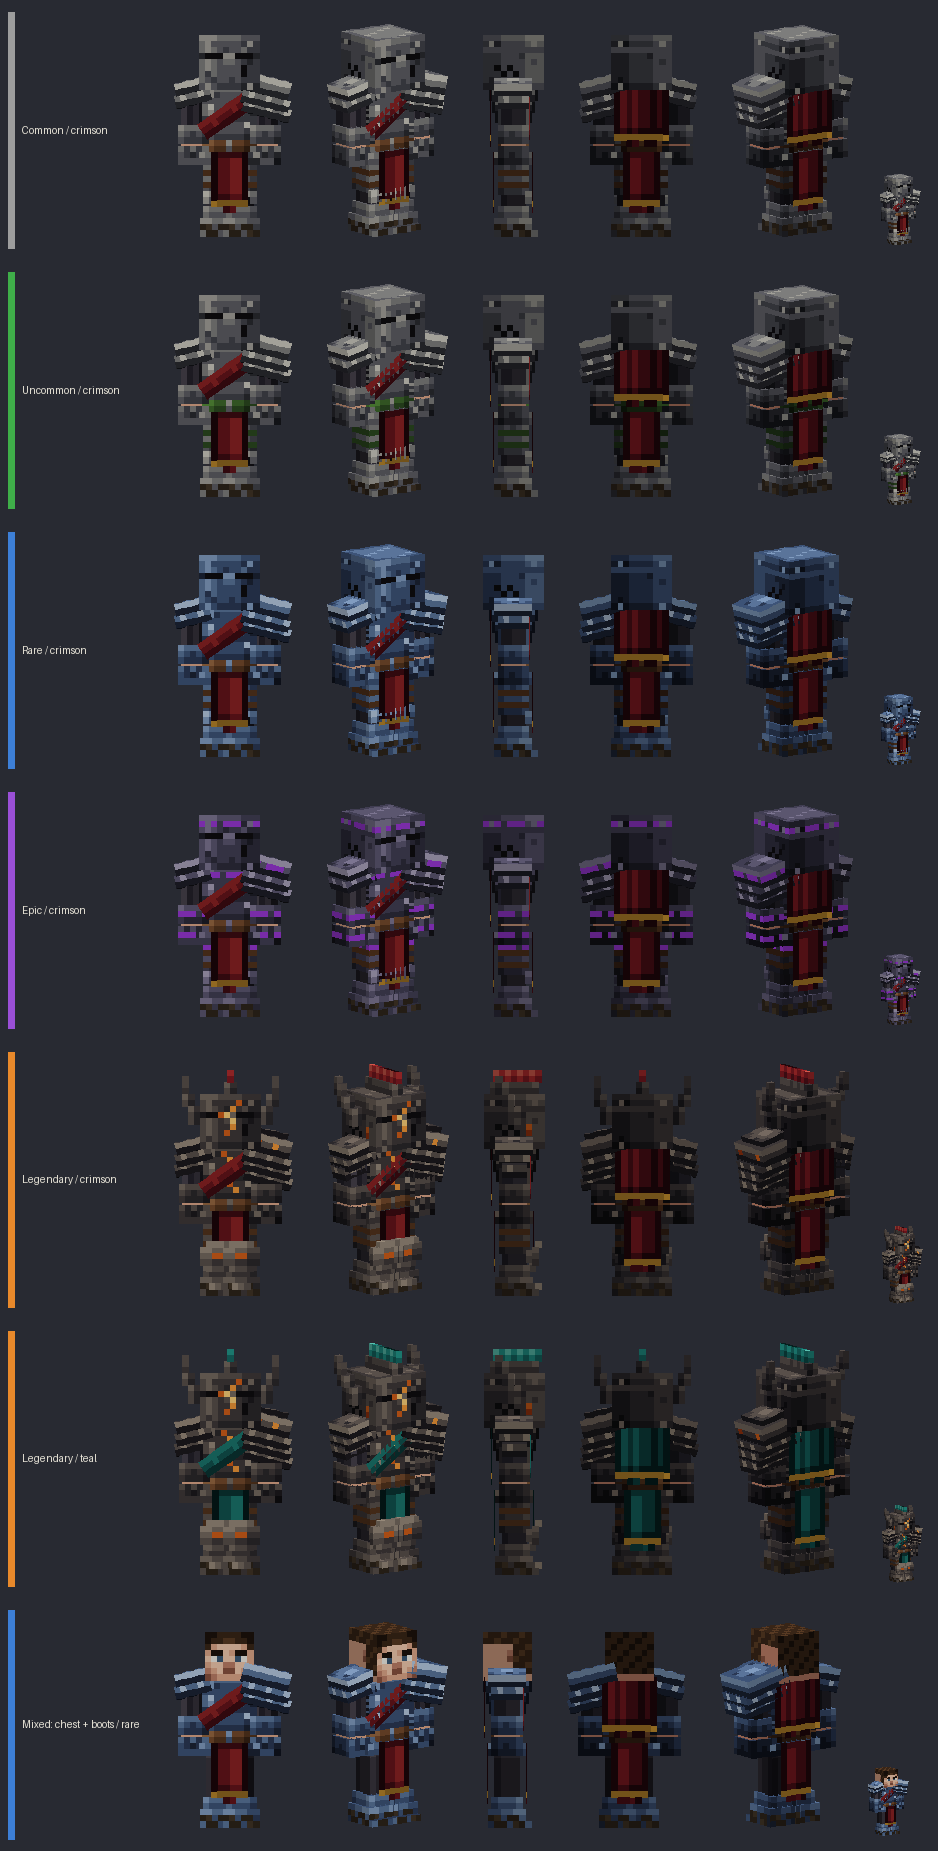 Common / crimson
Uncommon / crimson
Rare / crimson
Epic / crimson
Legendary / crimson
Legendary / teal
Mixed: chest + boots / rare